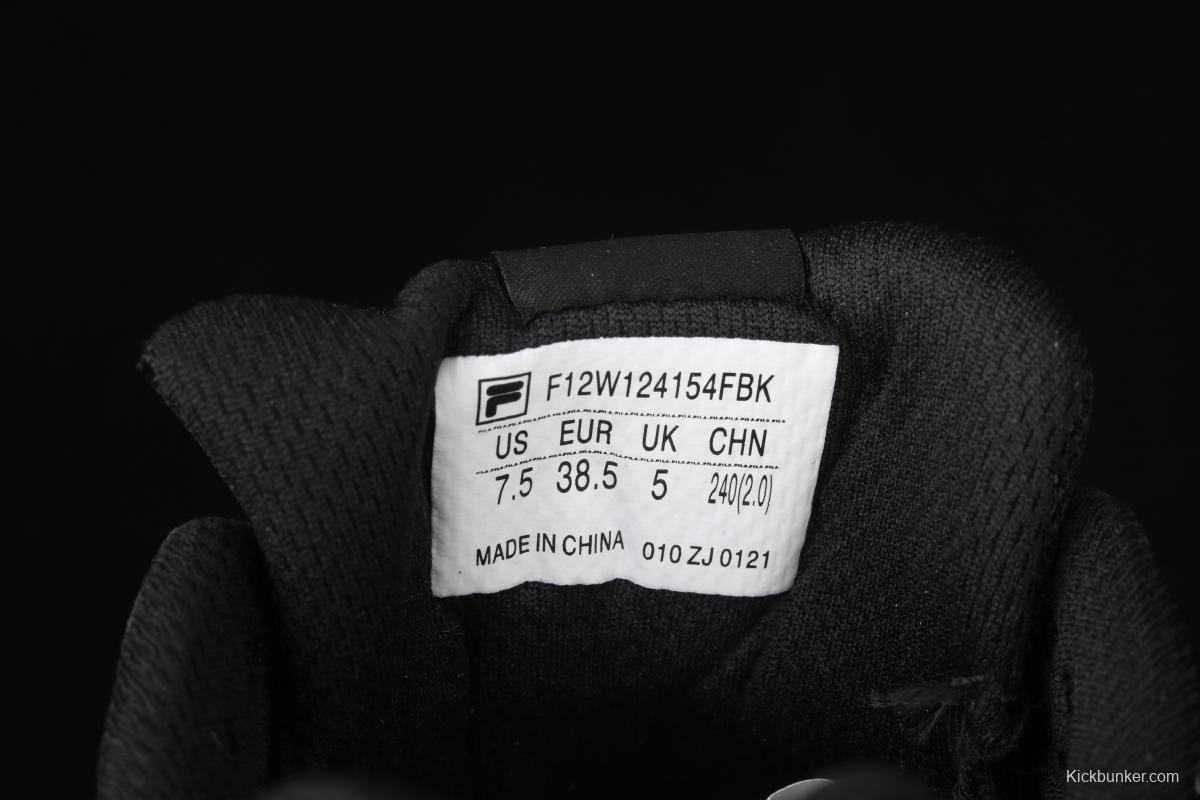 F12W124154FBK
US EUR UK CHN
7.5 38.5 5 240(2.0)
MADE IN CHINA 010 ZJ 0121
Kickbunker.com